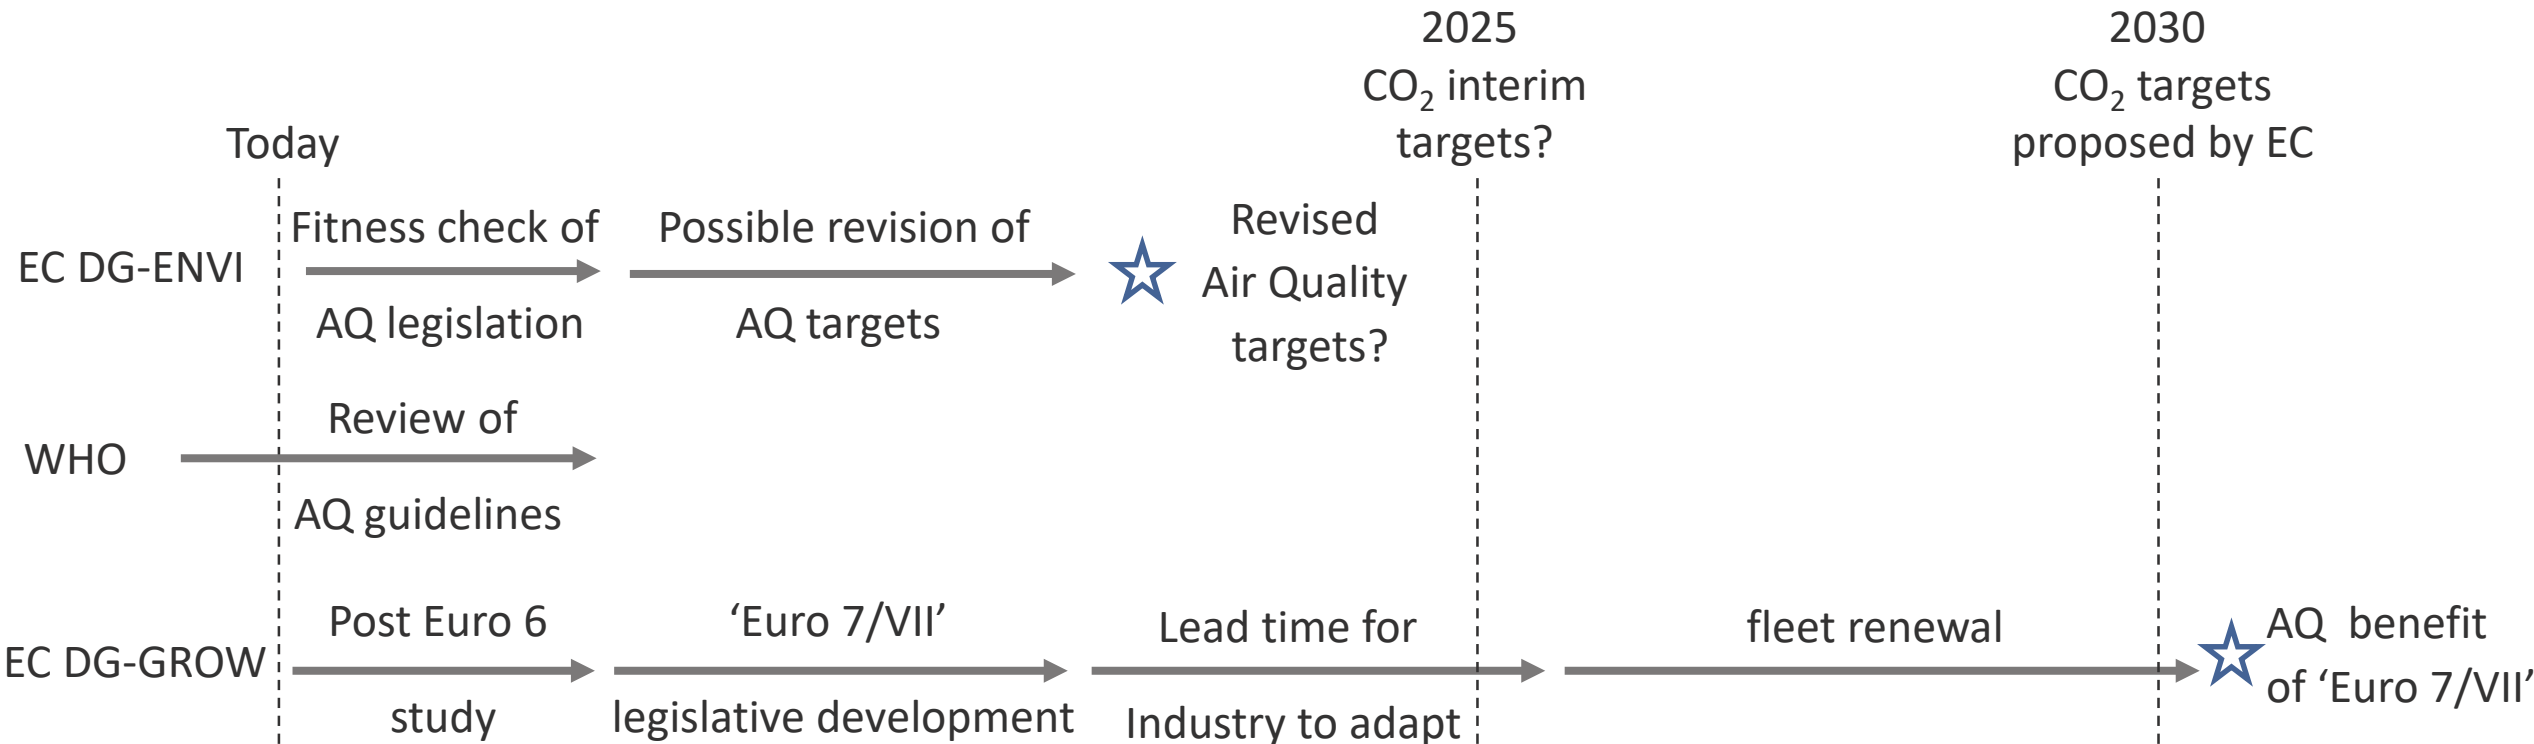 2025
CO₂ interim
targets?
2030
CO₂ targets
proposed by EC
Today
EC DG-ENVI
Fitness check of
AQ legislation
Possible revision of
AQ targets
Revised
Air Quality
targets?
WHO
Review of
AQ guidelines
EC DG-GROW
Post Euro 6
study
‘Euro 7/VII’
legislative development
Lead time for
Industry to adapt
fleet renewal
AQ benefit
of ‘Euro 7/VII’